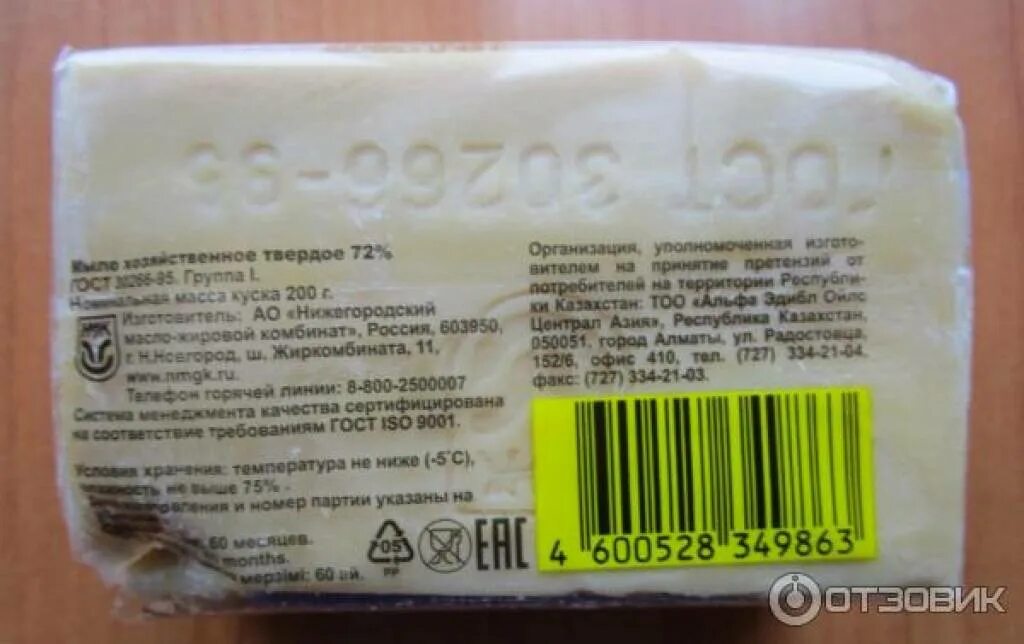 ГОСТ 30266-95
Мыло хозяйственное твердое 72%
ГОСТ 30266-95. Группа I.
Номинальная масса куска 200 г.
Изготовитель: АО «Нижегородский
масло-жировой комбинат», Россия, 603950,
г. Н.Новгород, ш. Жиркомбината, 11,
www.nmgk.ru.
Телефон горячей линии: 8-800-2500007
Система менеджмента качества сертифицирована
на соответствие требованиям ГОСТ ISO 9001.
Условия хранения: температура не ниже (-5˚С),
не выше 75%
и номер партии указаны на
60 месяцев.
months.
мерзімі: 60 ай.
Организация, уполномоченная изгото-
вителем на принятие претензий от
потребителей на территории Республи-
ки Казахстан: ТОО «Альфа Эдибл Ойлс
Централ Азия», Республика Казахстан,
050051, город Алматы, ул. Радостовца,
152/6, офис 410, тел. (727) 334-21-04,
факс: (727) 334-21-03.
05
PP
EAC
4 600528 349863
ОТЗОВИК